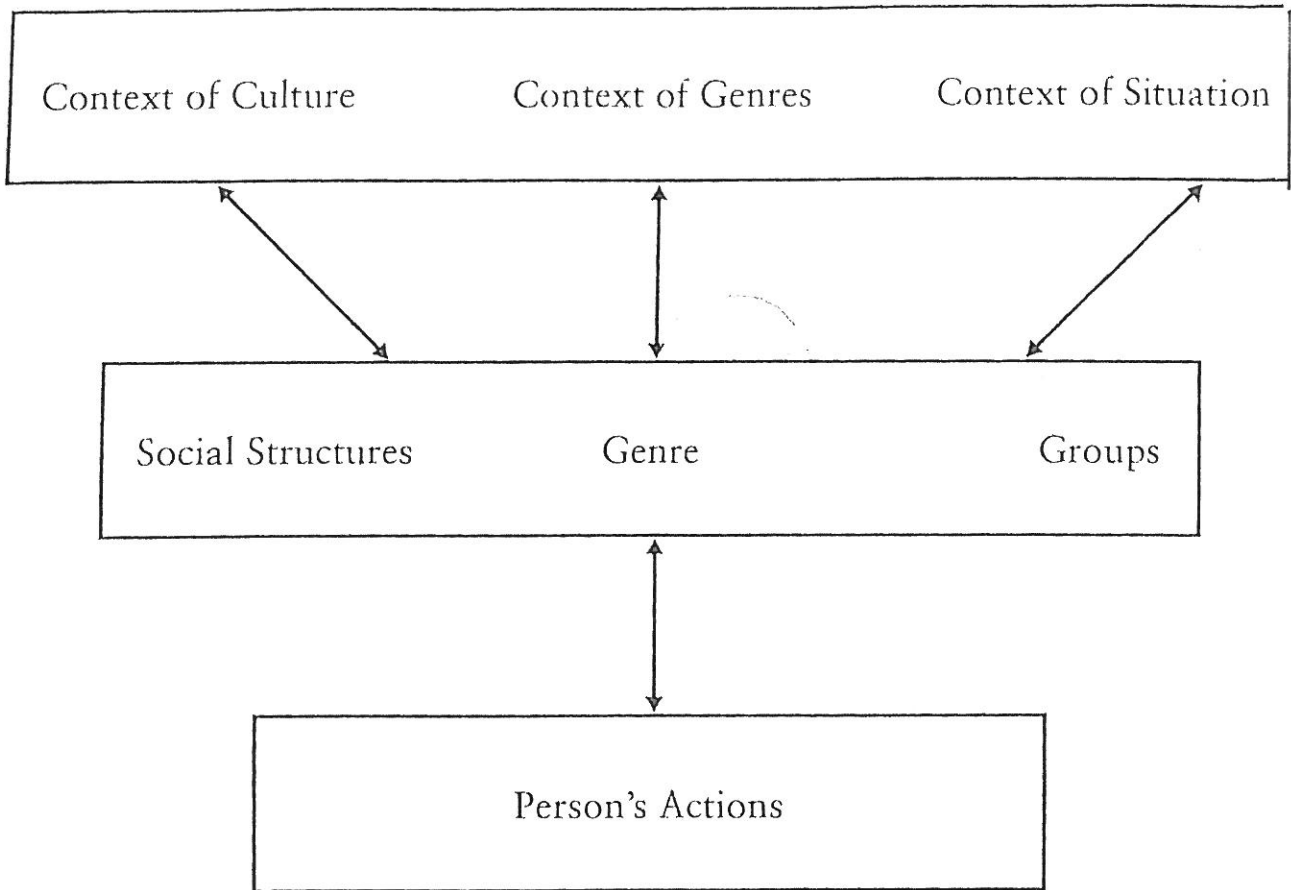 Context of Culture Context of Genres Context of Situation
Social Structures Genre Groups
Person's Actions